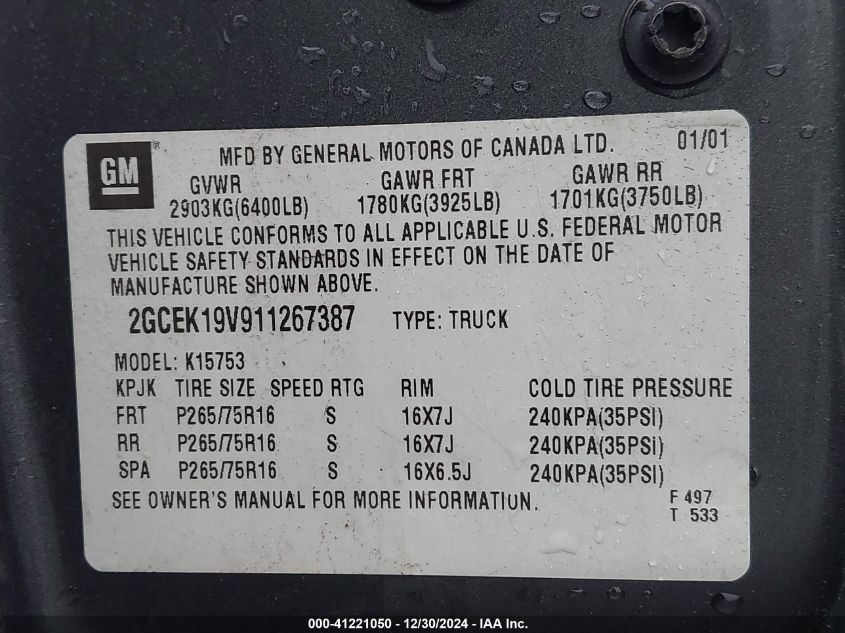 GM®
MFD BY GENERAL MOTORS OF CANADA LTD. 01/01
GVWR GAWR FRT GAWR RR
2903KG(6400LB) 1780KG(3925LB) 1701KG(3750LB)
THIS VEHICLE CONFORMS TO ALL APPLICABLE U.S. FEDERAL MOTOR
VEHICLE SAFETY STANDARDS IN EFFECT ON THE DATE OF
MANUFACTURE SHOWN ABOVE.
2GCEK19V911267387 TYPE: TRUCK
MODEL: K15753
KPJK TIRE SIZE SPEED RTG RIM COLD TIRE PRESSURE
FRT P265/75R16 S 16X7J 240KPA(35PSI)
RR P265/75R16 S 16X7J 240KPA(35PSI)
SPA P265/75R16 S 16X6.5J 240KPA(35PSI)
SEE OWNER'S MANUAL FOR MORE INFORMATION. F 497
T 533
000-41221050 - 12/30/2024 - IAA Inc.